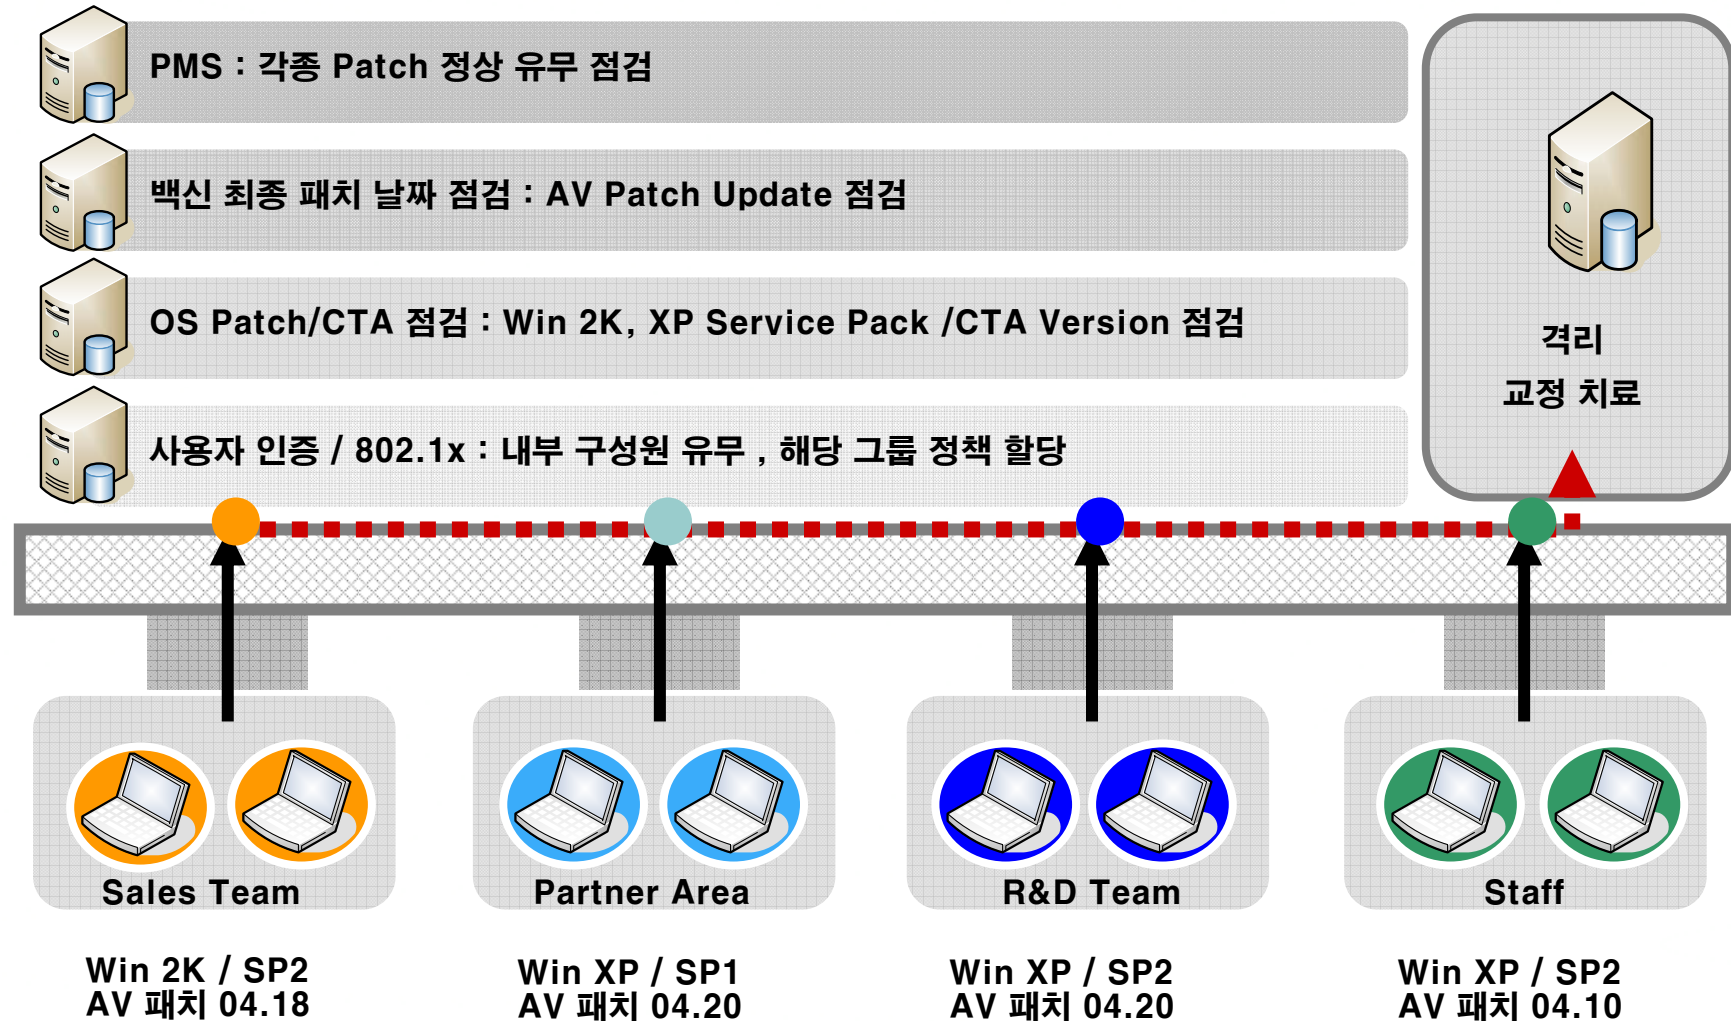 PMS : 각종 Patch 정상 유무 점검
백신 최종 패치 날짜 점검 : AV Patch Update 점검
OS Patch/CTA 점검 : Win 2K, XP Service Pack /CTA Version 점검
사용자 인증 / 802.1x : 내부 구성원 유무 , 해당 그룹 정책 할당
격리
교정 치료
Sales Team
Partner Area
R&D Team
Staff
Win 2K / SP2
AV 패치 04.18
Win XP / SP1
AV 패치 04.20
Win XP / SP2
AV 패치 04.20
Win XP / SP2
AV 패치 04.10